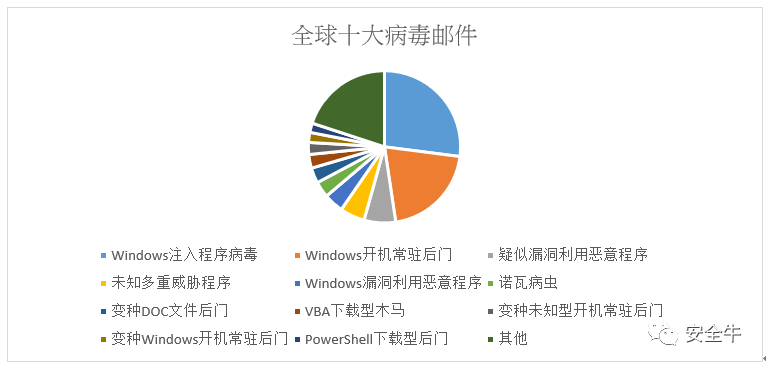 全球十大病毒邮件
Windows注入程序病毒 Windows开机常驻后门 疑似漏洞利用恶意程序
未知多重威胁程序 Windows漏洞利用恶意程序 诺瓦病虫
变种DOC文件后门 VBA下载型木马 变种未知型开机常驻后门
变种Windows开机常驻后门 PowerShell下载型后门 其他
安全牛